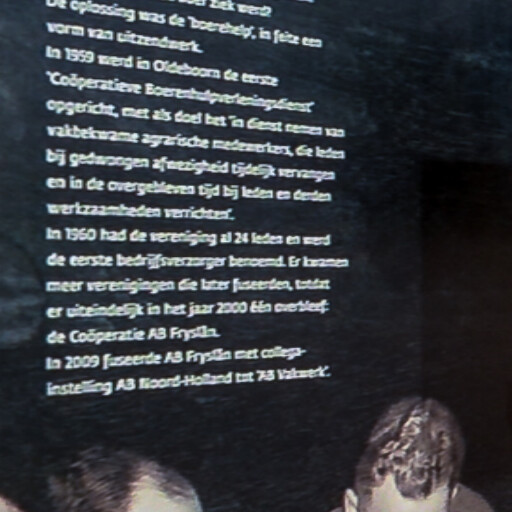 ziek werd?
De oplossing was de 'boerehelp', in feite een
vorm van uitzendwerk.
In 1959 werd in Oldeboorn de eerste
'Coöperatieve Boerenhulpverleningsdienst'
opgericht, met als doel het 'in dienst nemen van
vakbekwame agrarische medewerkers, die leden
bij gedwongen afwezigheid tijdelijk vervangen
en in de overgebleven tijd bij leden en derden
werkzaamheden verrichten'.
In 1960 had de vereniging al 24 leden en werd
de eerste bedrijfsverzorger benoemd. Er kwamen
meer verenigingen die later fuseerden, totdat
er uiteindelijk in het jaar 2000 één overbleef:
de Coöperatie AB Fryslân.
In 2009 fuseerde AB Fryslân met collega-
instelling AB Noord-Holland tot 'AB Vakwerk'.